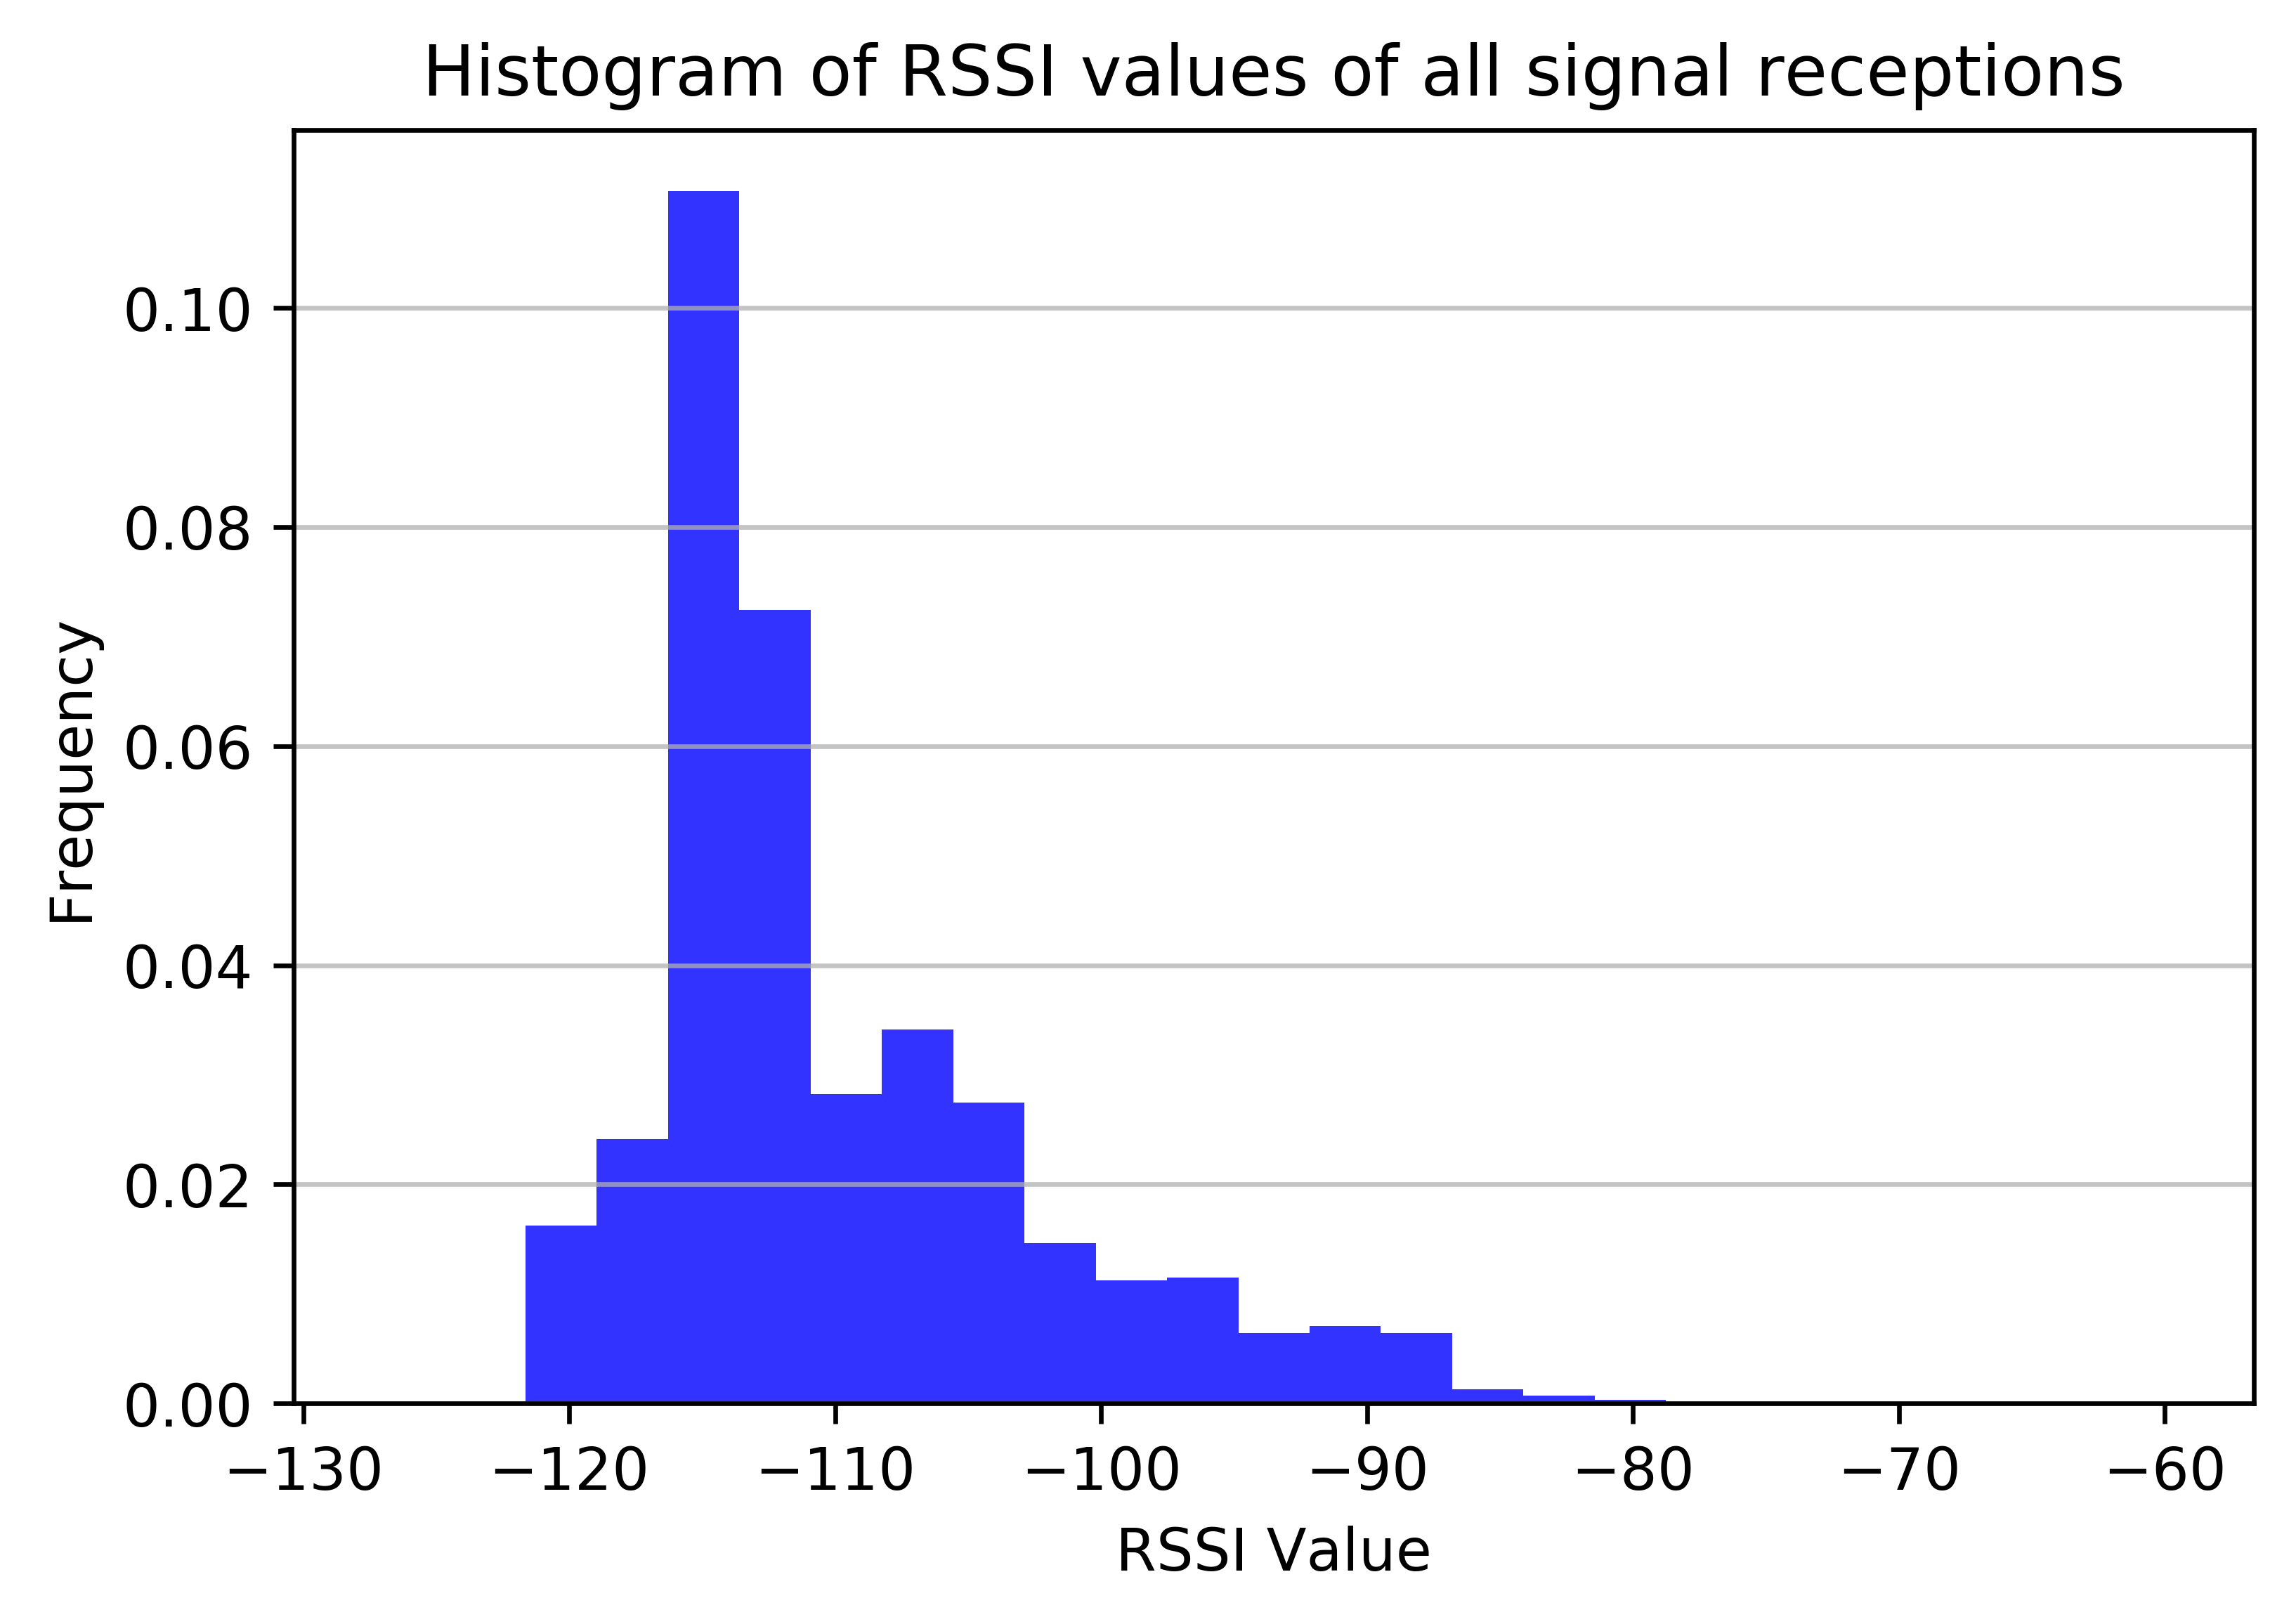 Histogram of RSSI values of all signal receptions
Frequency
0.10
0.08
0.06
0.04
0.02
0.00
−130 −120 −110 −100 −90 −80 −70 −60
RSSI Value